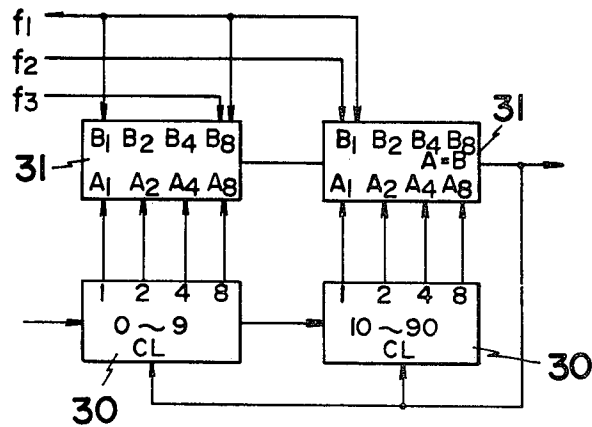 f1
f2
f3
B1 B2 B4 B8
B1 B2 B4 B8
A=B
31
31
A1 A2 A4 A8
A1 A2 A4 A8
1 2 4 8
1 2 4 8
0 ~ 9
10 ~ 90
CL
CL
30
30